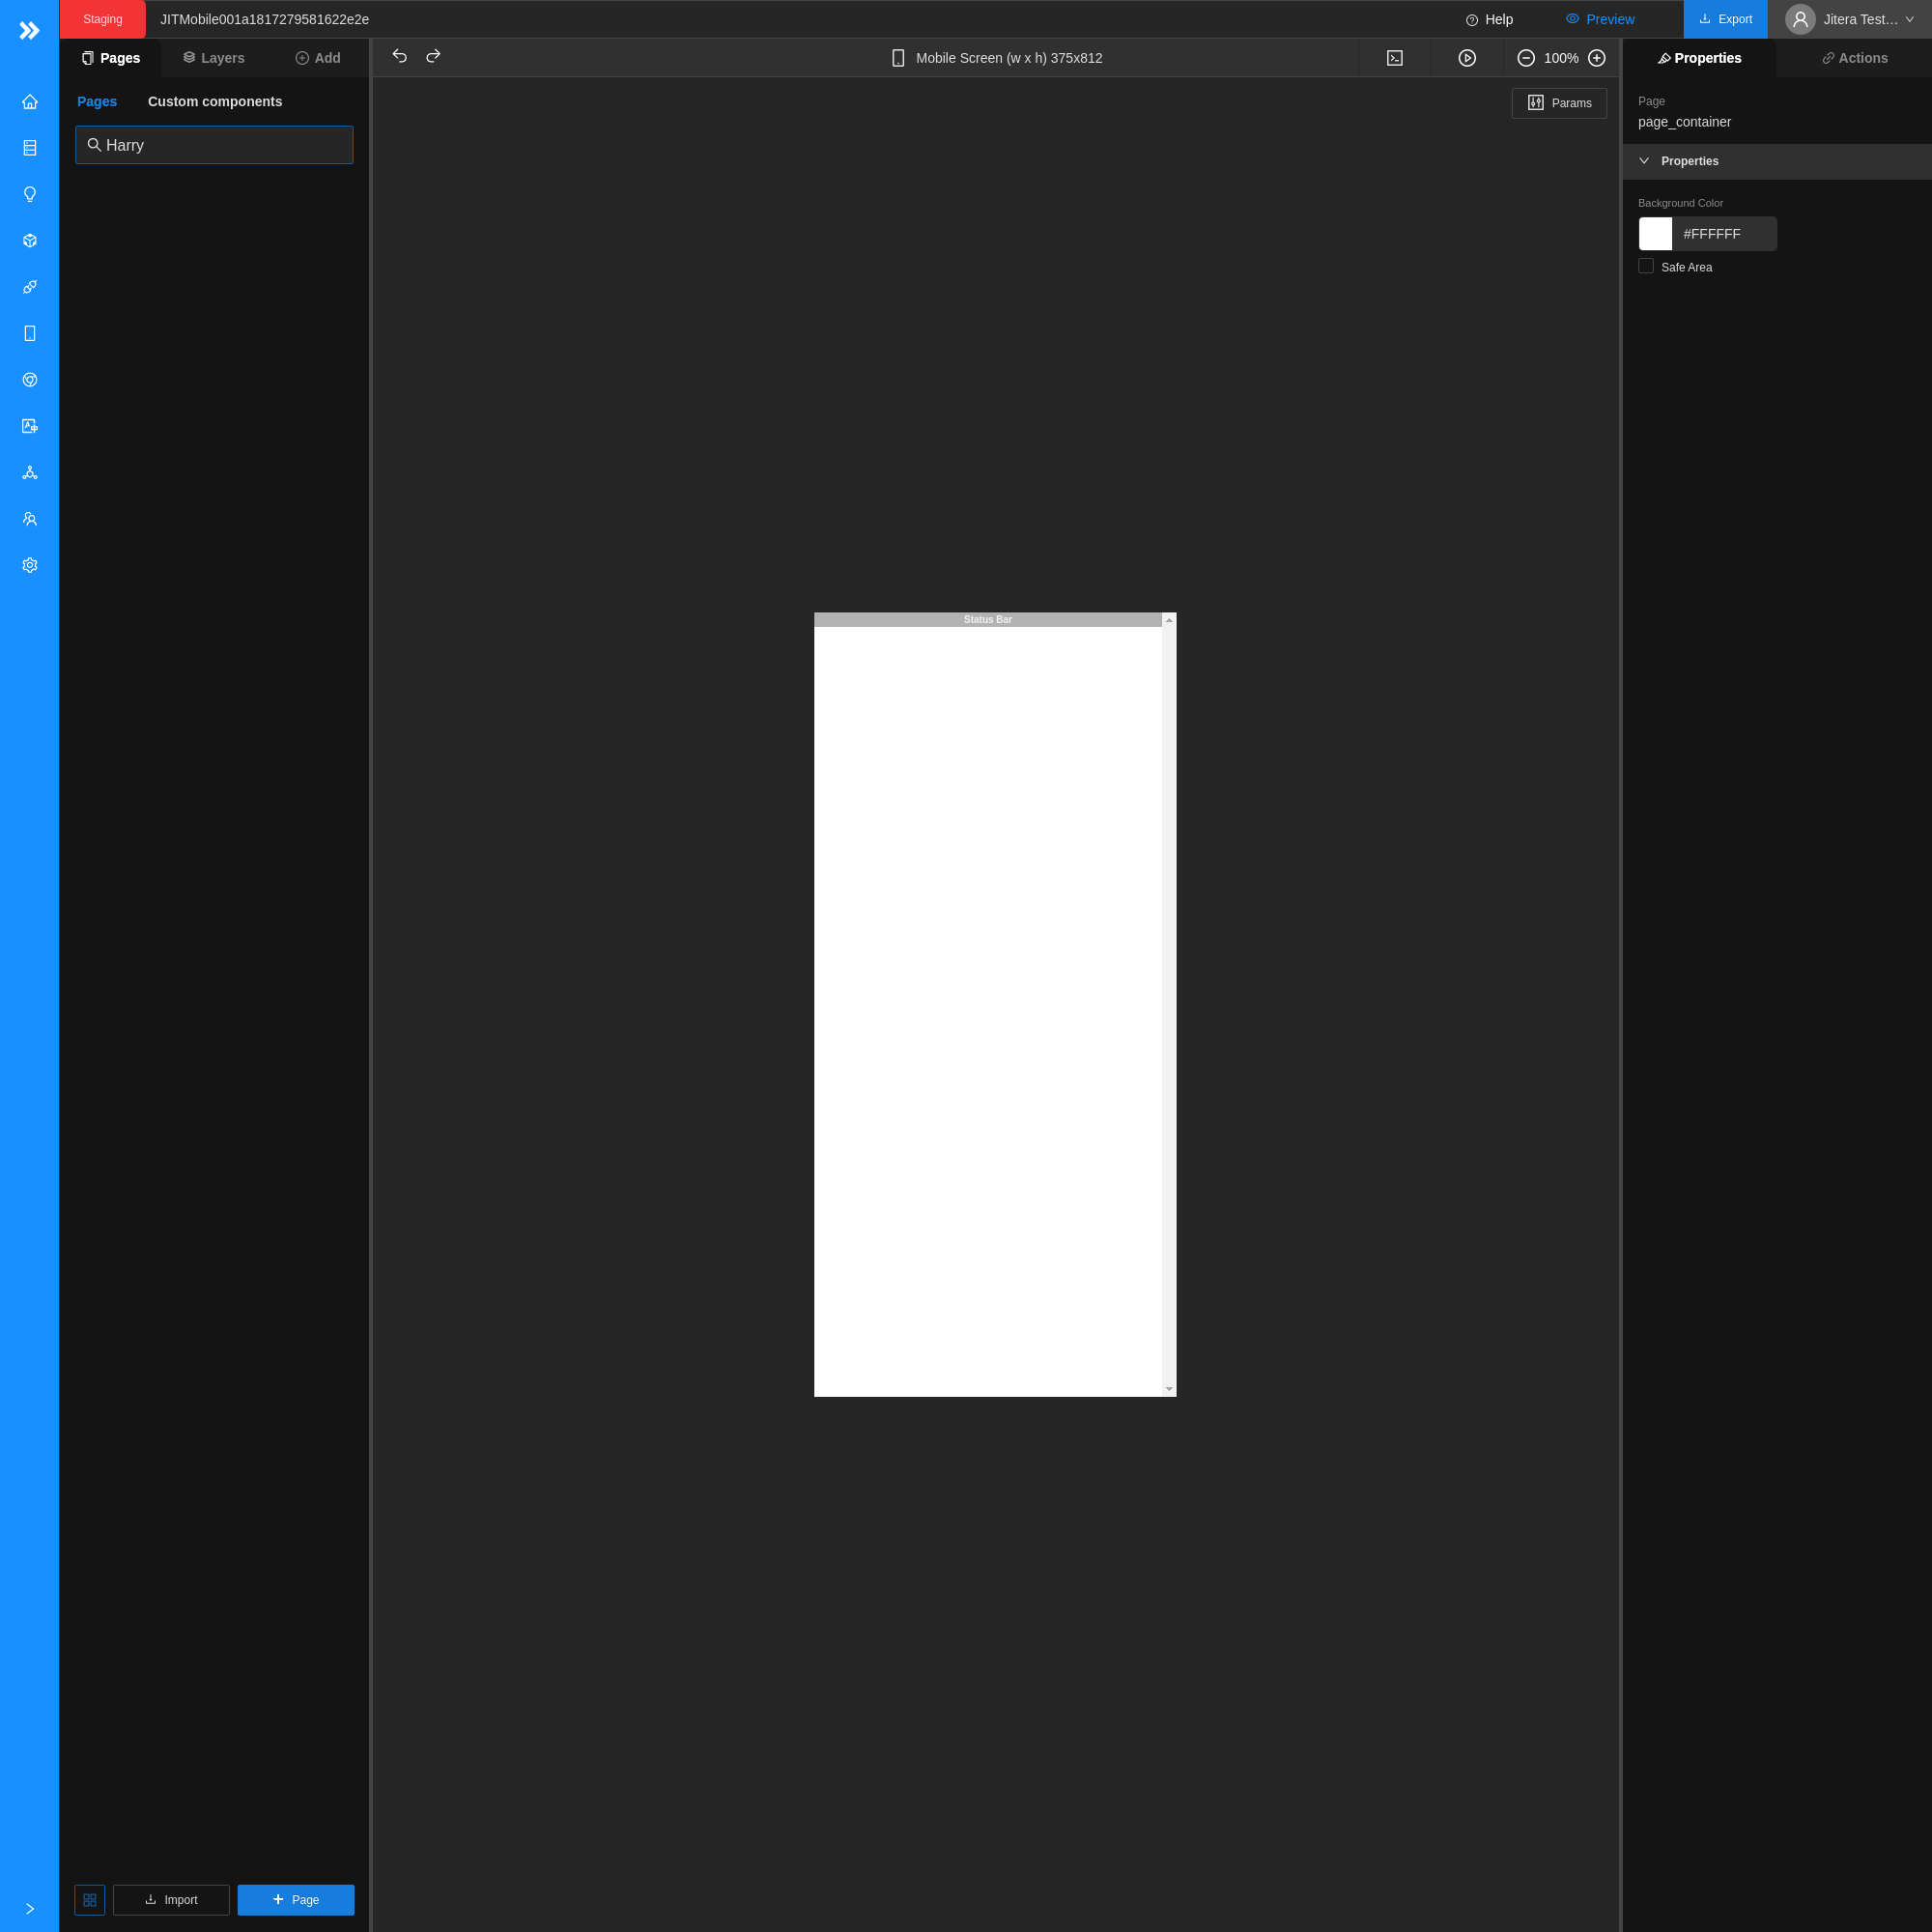 Staging
JITMobile001a1817279581622e2e
Help
Preview
Export
Jitera Test…
Pages
Layers
Add
Mobile Screen (w x h) 375x812
100%
Properties
Actions
Pages
Custom components
Harry
Params
Page
page_container
Properties
Background Color
#FFFFFF
Safe Area
Status Bar
Import
Page